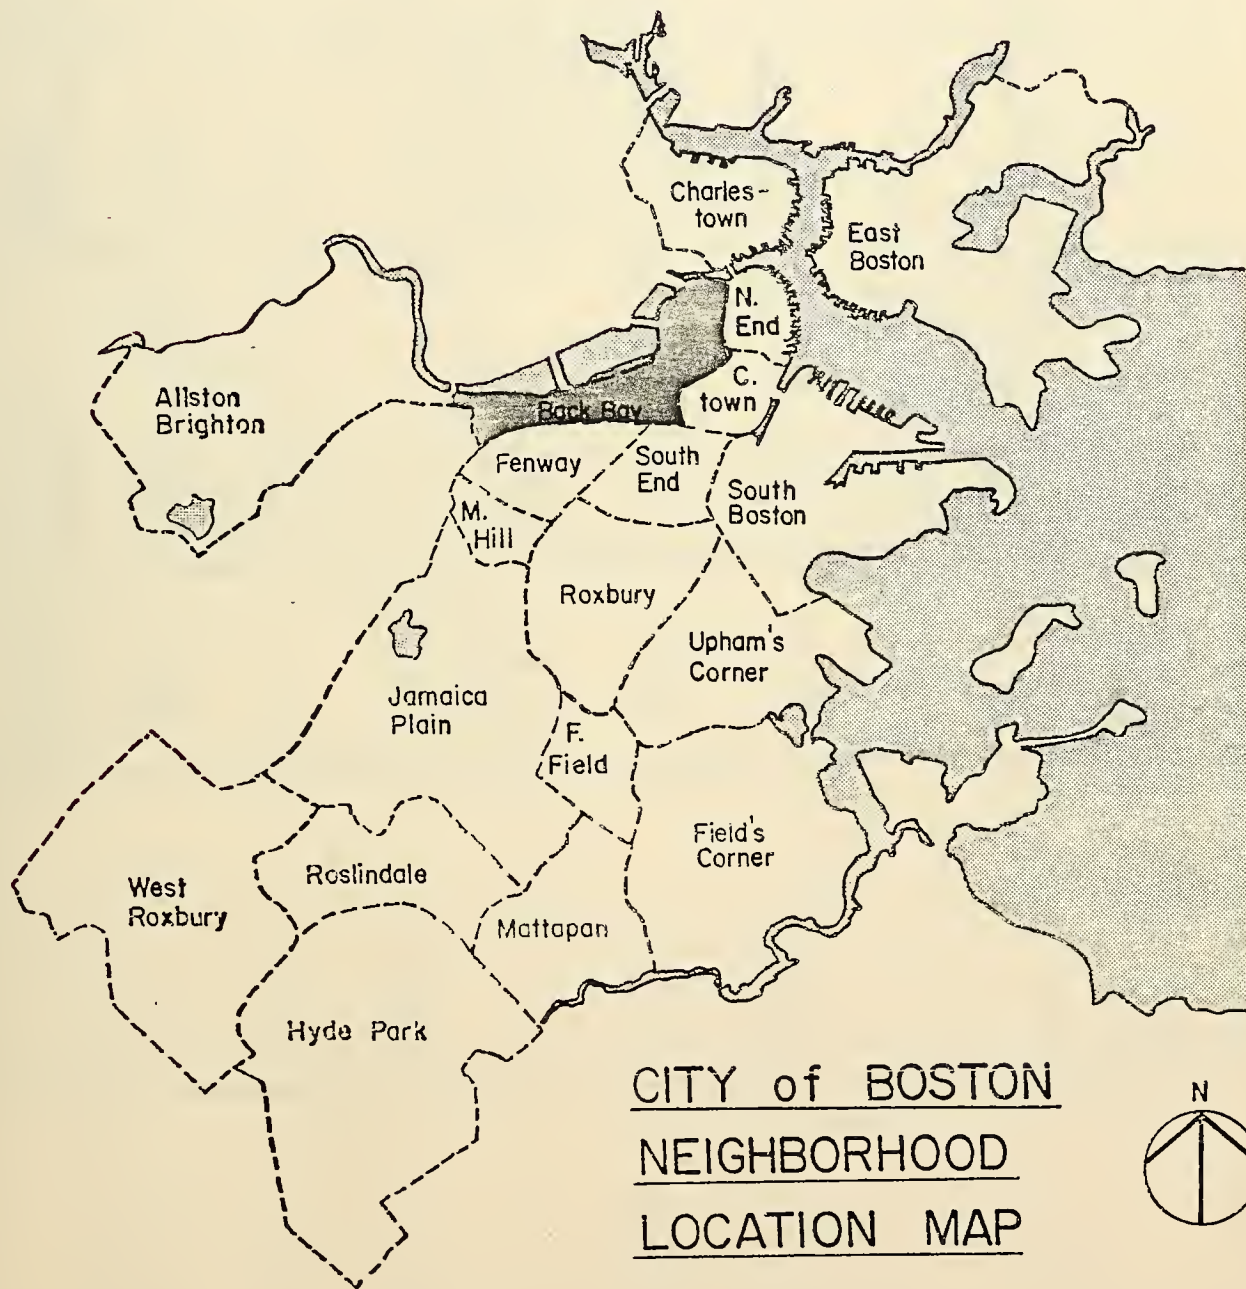 Charles-
town
East
Boston
N.
End
C.
town
Allston
Brighton
Back Bay
Fenway
South
End
South
Boston
M.
Hill
Roxbury
Upham's
Corner
Jamaica
Plain
F.
Field
Field's
Corner
West
Roxbury
Roslindale
Mattapan
Hyde Park
CITY of BOSTON
NEIGHBORHOOD
LOCATION MAP
N